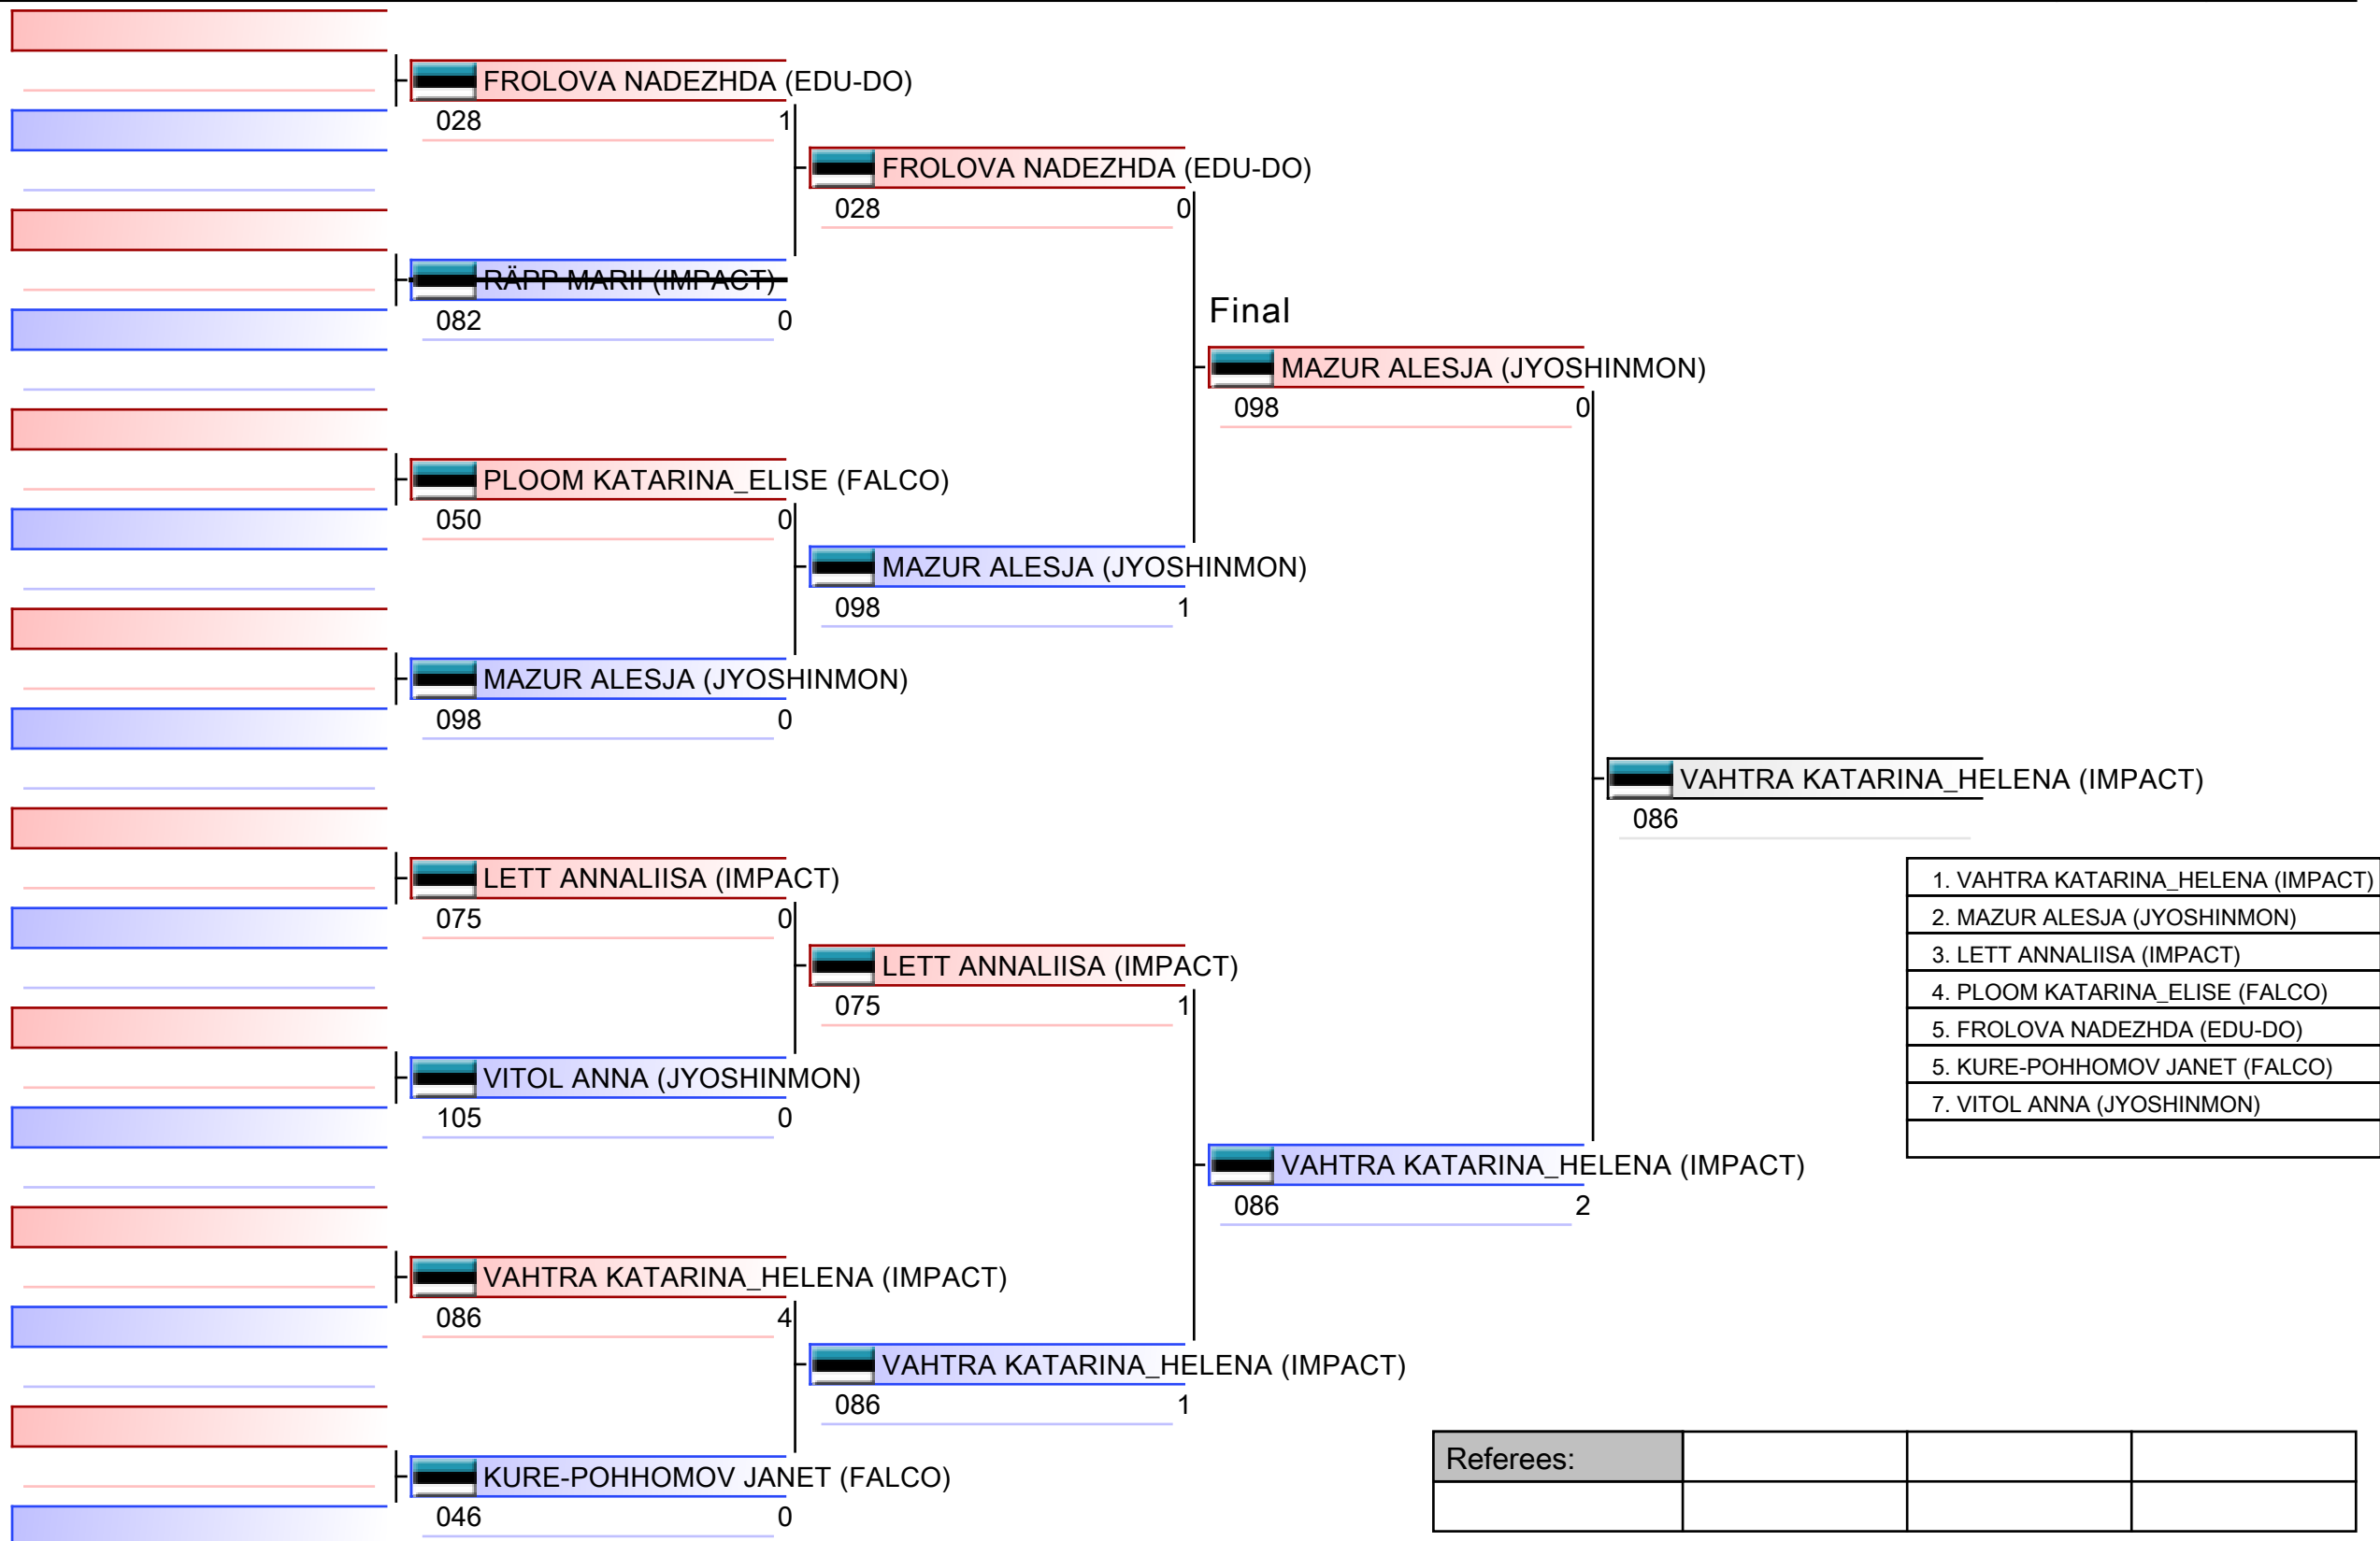 FROLOVA NADEZHDA (EDU-DO)
028 1
RÄPP MARII (IMPACT)
082 0
PLOOM KATARINA_ELISE (FALCO)
050 0
MAZUR ALESJA (JYOSHINMON)
098 0
LETT ANNALIISA (IMPACT)
075 0
VITOL ANNA (JYOSHINMON)
105 0
VAHTRA KATARINA_HELENA (IMPACT)
086 4
KURE-POHHOMOV JANET (FALCO)
046 0
FROLOVA NADEZHDA (EDU-DO)
028 0
MAZUR ALESJA (JYOSHINMON)
098 1
LETT ANNALIISA (IMPACT)
075 1
VAHTRA KATARINA_HELENA (IMPACT)
086 1
Final
MAZUR ALESJA (JYOSHINMON)
098 0
VAHTRA KATARINA_HELENA (IMPACT)
086 2
VAHTRA KATARINA_HELENA (IMPACT)
086
1. VAHTRA KATARINA_HELENA (IMPACT)
2. MAZUR ALESJA (JYOSHINMON)
3. LETT ANNALIISA (IMPACT)
4. PLOOM KATARINA_ELISE (FALCO)
5. FROLOVA NADEZHDA (EDU-DO)
5. KURE-POHHOMOV JANET (FALCO)
7. VITOL ANNA (JYOSHINMON)
Referees: